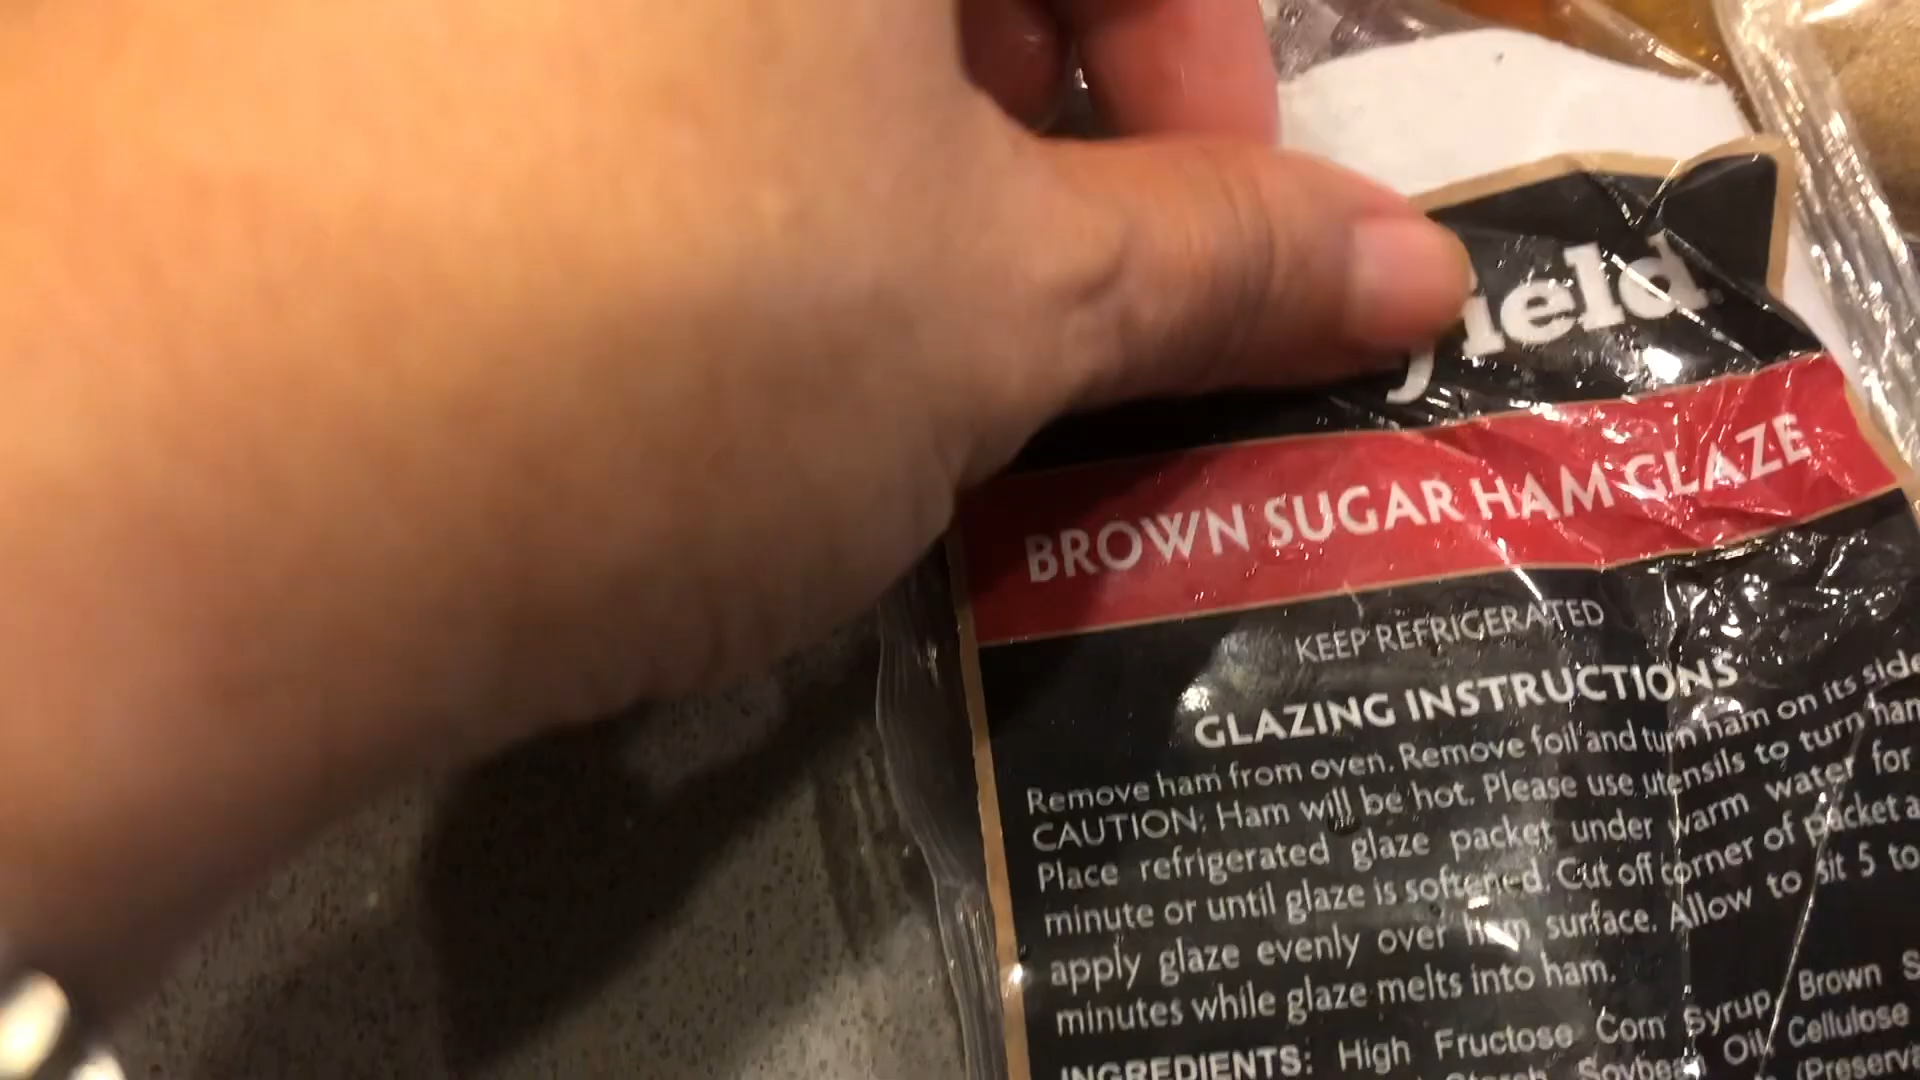 field
BROWN SUGAR HAM GLAZE
KEEP REFRIGERATED
GLAZING INSTRUCTIONS
Remove ham from oven. Remove foil and turn ham on its side
CAUTION: Ham will be hot. Please use utensils to turn ham
Place refrigerated glaze packet under warm water for
minute or until glaze is softened. Cut off corner of packet a
apply glaze evenly over ham surface. Allow to sit 5 to
minutes while glaze melts into ham.
INGREDIENTS: High Fructose Corn Syrup, Brown S
Starch, Soybean Oil, Cellulose
(Preserva